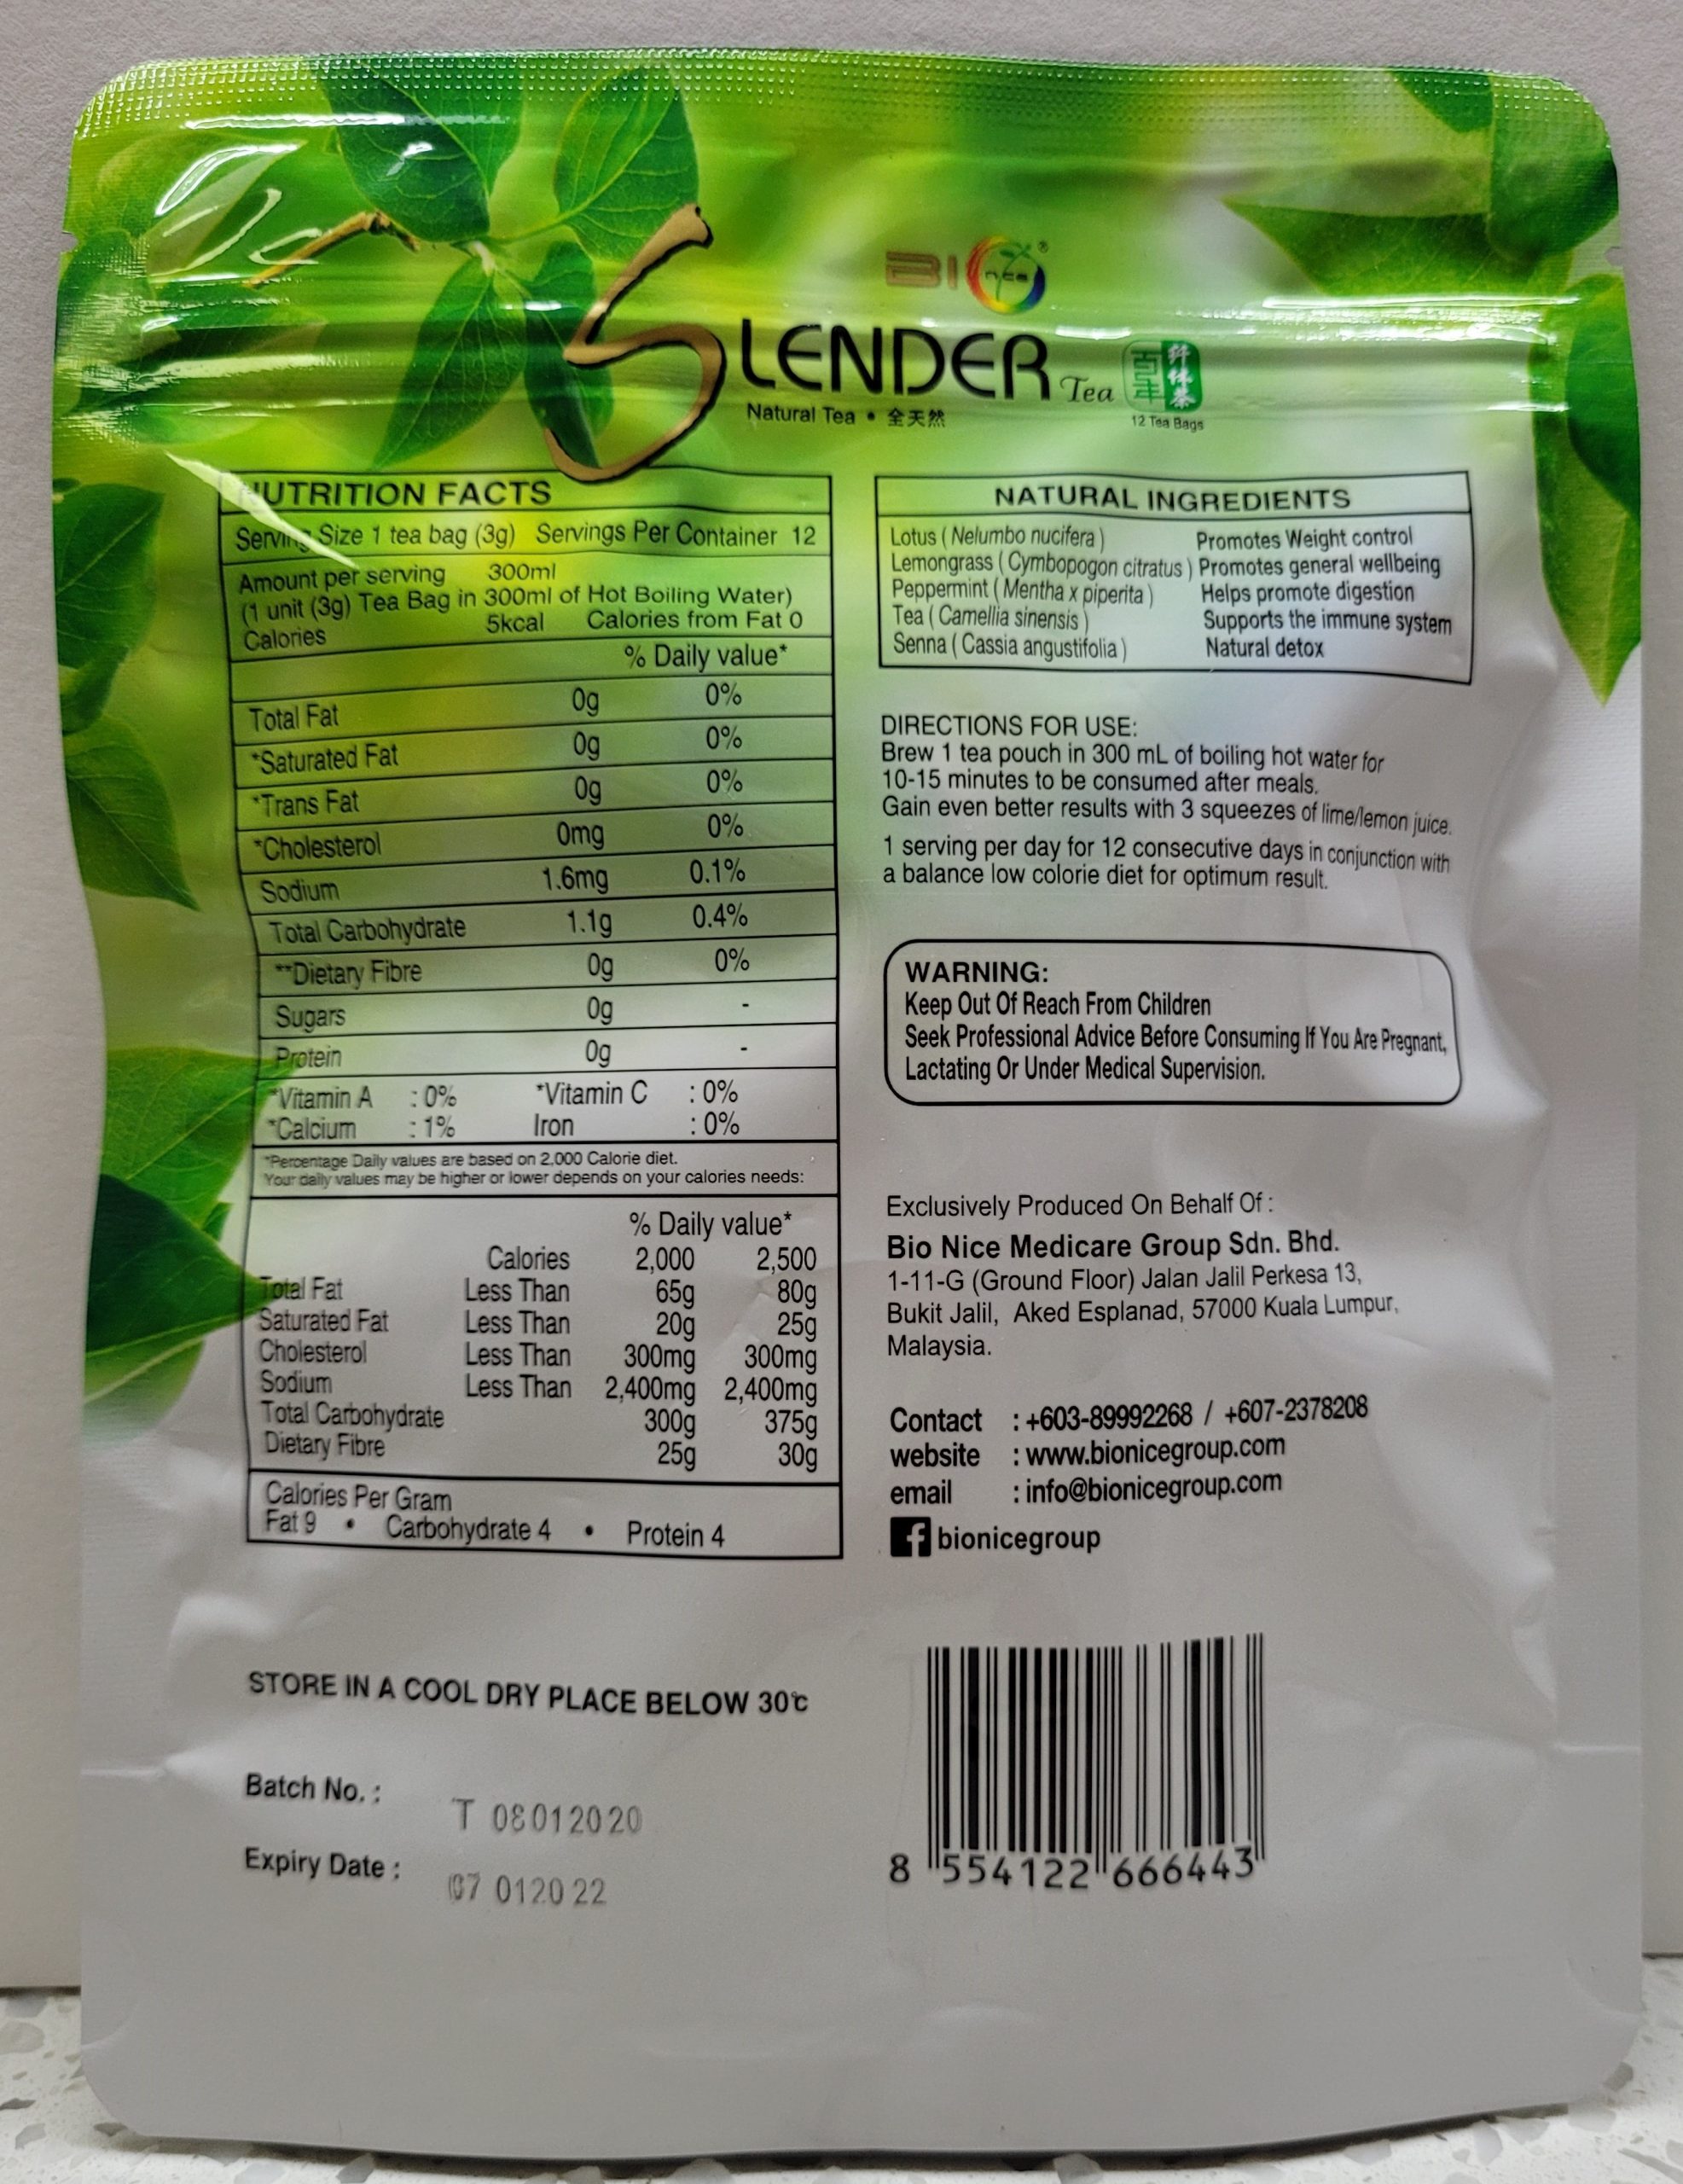 BIO nice ®
SLENDER Tea 百年 纤体茶
Natural Tea • 全天然
12 Tea Bags
NUTRITION FACTS
Serving Size 1 tea bag (3g) Servings Per Container 12
Amount per serving 300ml
(1 unit (3g) Tea Bag in 300ml of Hot Boiling Water)
Calories 5kcal Calories from Fat 0
% Daily value*
Total Fat 0g 0%
*Saturated Fat 0g 0%
*Trans Fat 0g 0%
*Cholesterol 0mg 0%
Sodium 1.6mg 0.1%
Total Carbohydrate 1.1g 0.4%
**Dietary Fibre 0g 0%
Sugars 0g -
Protein 0g -
*Vitamin A : 0% *Vitamin C : 0%
*Calcium : 1% Iron : 0%
*Percentage Daily values are based on 2,000 Calorie diet.
Your daily values may be higher or lower depends on your calories needs:
% Daily value*
Calories 2,000 2,500
Total Fat Less Than 65g 80g
Saturated Fat Less Than 20g 25g
Cholesterol Less Than 300mg 300mg
Sodium Less Than 2,400mg 2,400mg
Total Carbohydrate 300g 375g
Dietary Fibre 25g 30g
Calories Per Gram
Fat 9 • Carbohydrate 4 • Protein 4
STORE IN A COOL DRY PLACE BELOW 30℃
Batch No. : T 08012020
Expiry Date : 07 012022
NATURAL INGREDIENTS
Lotus ( Nelumbo nucifera ) Promotes Weight control
Lemongrass ( Cymbopogon citratus ) Promotes general wellbeing
Peppermint ( Mentha x piperita ) Helps promote digestion
Tea ( Camellia sinensis ) Supports the immune system
Senna ( Cassia angustifolia ) Natural detox
DIRECTIONS FOR USE:
Brew 1 tea pouch in 300 mL of boiling hot water for
10-15 minutes to be consumed after meals.
Gain even better results with 3 squeezes of lime/lemon juice.
1 serving per day for 12 consecutive days in conjunction with
a balance low colorie diet for optimum result.
WARNING:
Keep Out Of Reach From Children
Seek Professional Advice Before Consuming If You Are Pregnant,
Lactating Or Under Medical Supervision.
Exclusively Produced On Behalf Of :
Bio Nice Medicare Group Sdn. Bhd.
1-11-G (Ground Floor) Jalan Jalil Perkesa 13,
Bukit Jalil, Aked Esplanad, 57000 Kuala Lumpur,
Malaysia.
Contact : +603-89992268 / +607-2378208
website : www.bionicegroup.com
email : info@bionicegroup.com
f bionicegroup
8 554122 666443